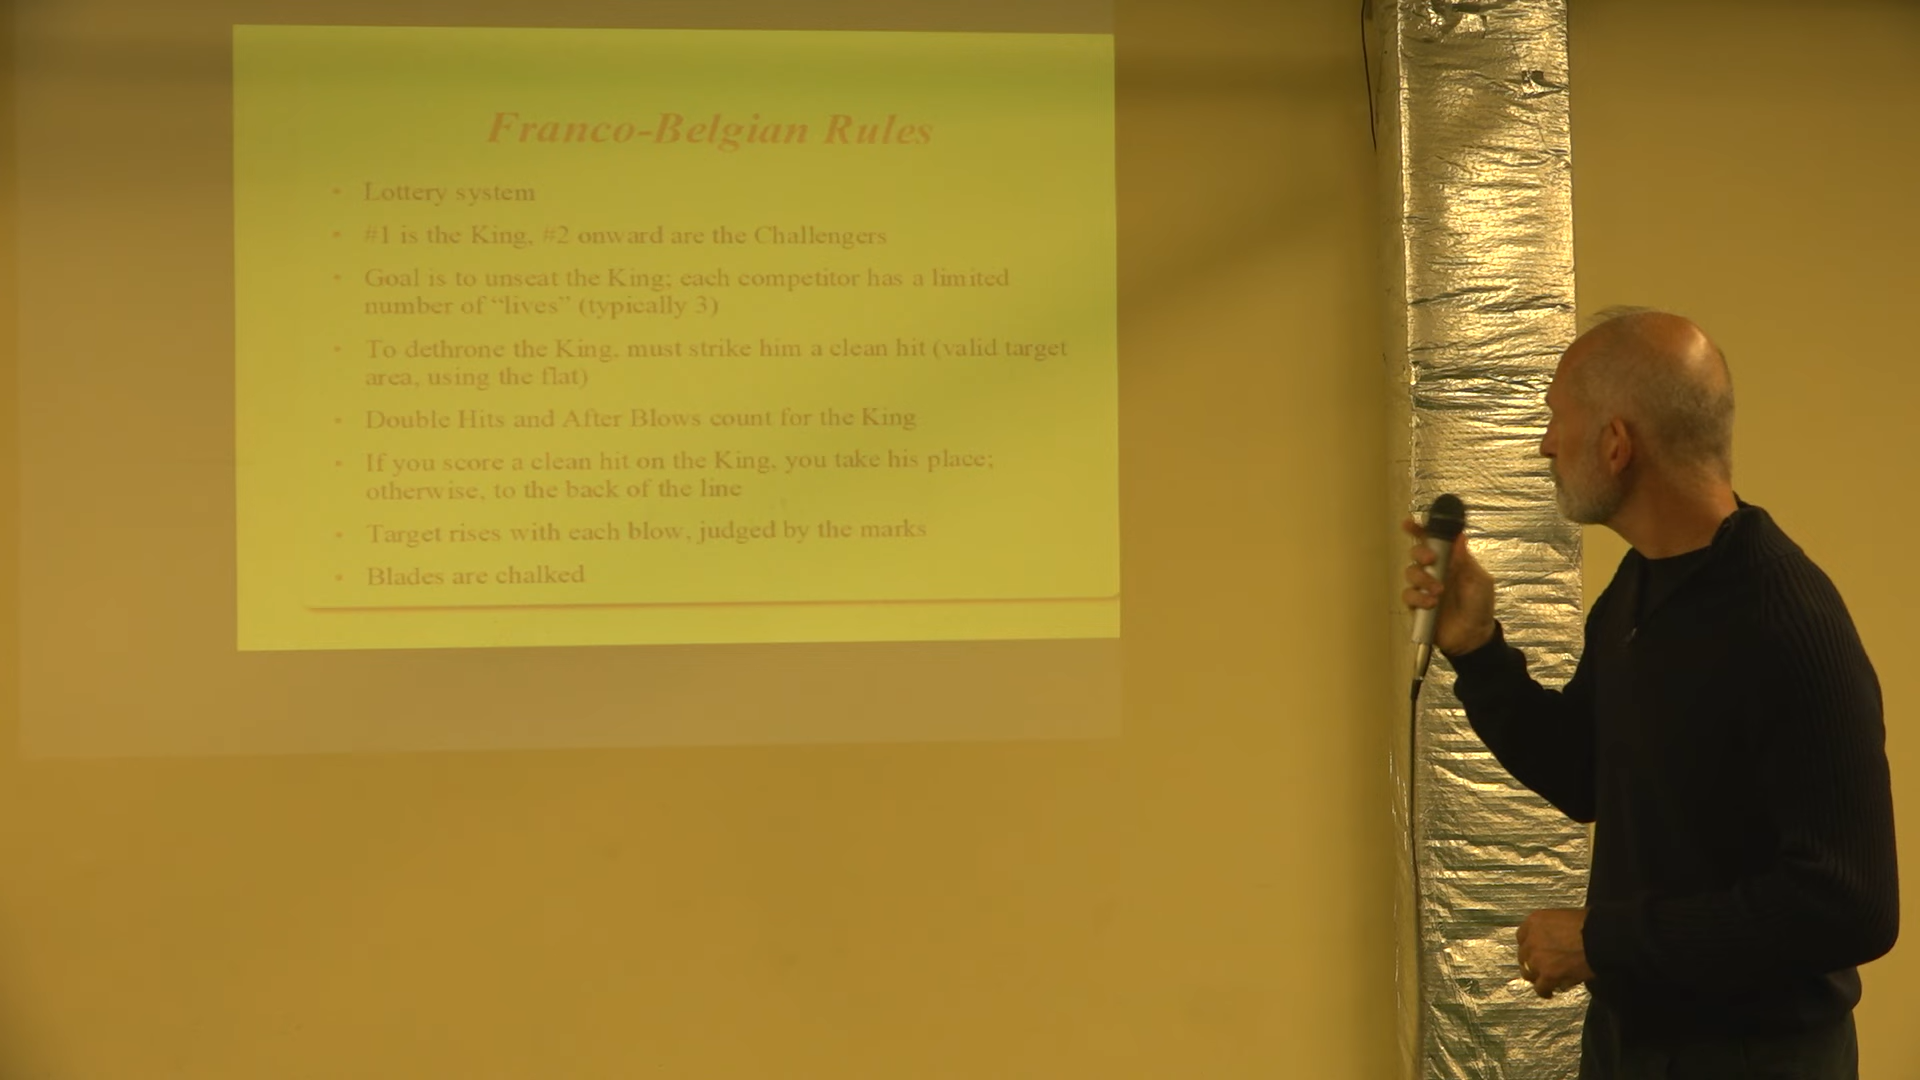 Franco-Belgian Rules
• Lottery system
• #1 is the King, #2 onward are the Challengers
• Goal is to unseat the King; each competitor has a limited
number of “lives” (typically 3)
• To dethrone the King, must strike him a clean hit (valid target
area, using the flat)
• Double Hits and After Blows count for the King
• If you score a clean hit on the King, you take his place;
otherwise, to the back of the line
• Target rises with each blow, judged by the marks
• Blades are chalked